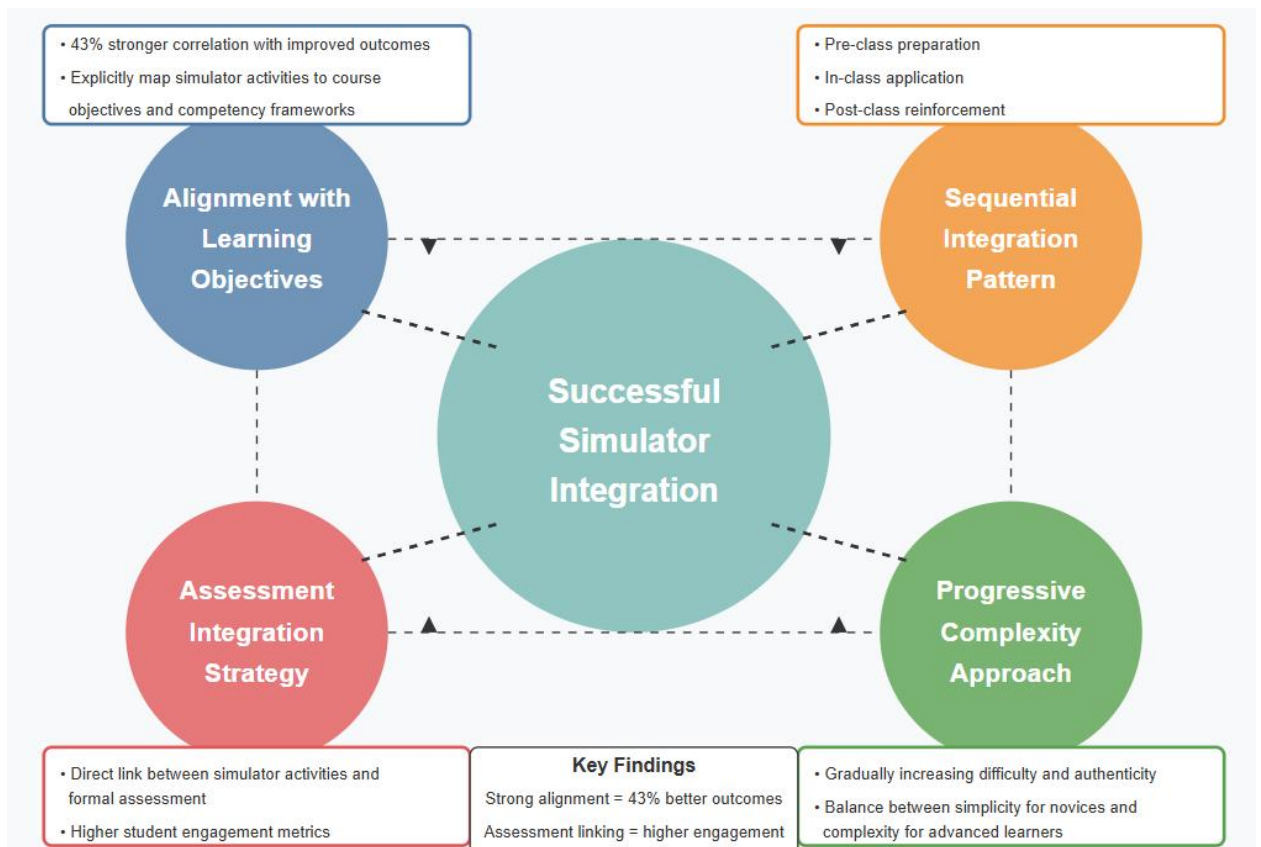 • 43% stronger correlation with improved outcomes
• Explicitly map simulator activities to course
objectives and competency frameworks
• Pre-class preparation
• In-class application
• Post-class reinforcement
Alignment with
Learning
Objectives
Sequential
Integration
Pattern
Successful
Simulator
Integration
Assessment
Integration
Strategy
Progressive
Complexity
Approach
• Direct link between simulator activities and
formal assessment
• Higher student engagement metrics
Key Findings
Strong alignment = 43% better outcomes
Assessment linking = higher engagement
• Gradually increasing difficulty and authenticity
• Balance between simplicity for novices and
complexity for advanced learners